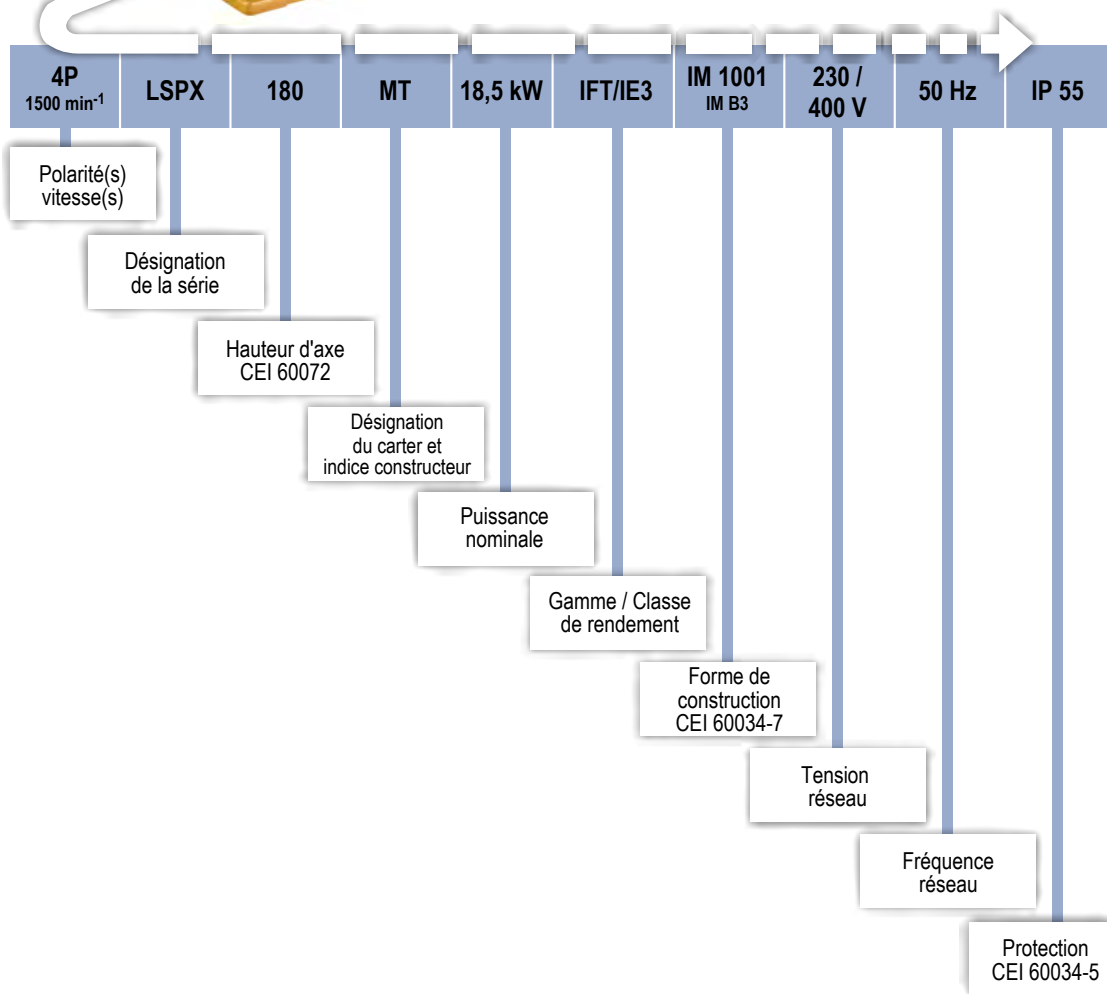 4P
1500 min-1
LSPX
180
MT
18,5 kW
IFT/IE3
IM 1001
IM B3
230 /
400 V
50 Hz
IP 55
Polarité(s)
vitesse(s)
Désignation
de la série
Hauteur d'axe
CEI 60072
Désignation
du carter et
indice constructeur
Puissance
nominale
Gamme / Classe
de rendement
Forme de
construction
CEI 60034-7
Tension
réseau
Fréquence
réseau
Protection
CEI 60034-5